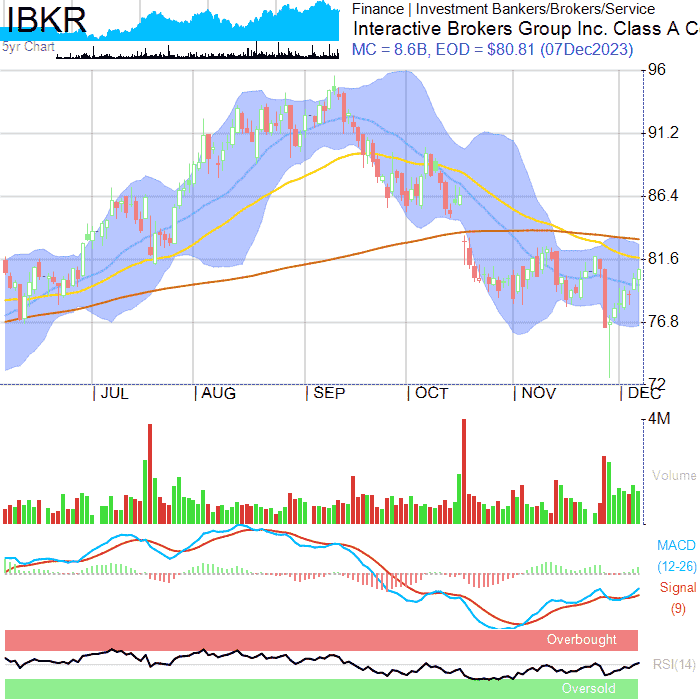 IBKR
5yr Chart
Finance | Investment Bankers/Brokers/Service
Interactive Brokers Group Inc. Class A C
MC = 8.6B, EOD = $80.81 (07Dec2023)
96
91.2
86.4
81.6
76.8
72
JUL
AUG
SEP
OCT
NOV
DEC
4M
Volume
MACD
(12-26)
Signal
(9)
Overbought
RSI(14)
Oversold